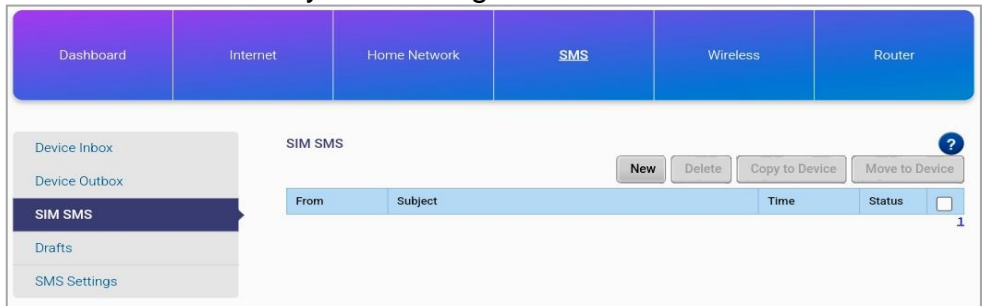 Dashboard Internet Home Network SMS Wireless Router
Device Inbox
Device Outbox
SIM SMS
Drafts
SMS Settings
SIM SMS
?
New Delete Copy to Device Move to Device
From Subject Time Status
1